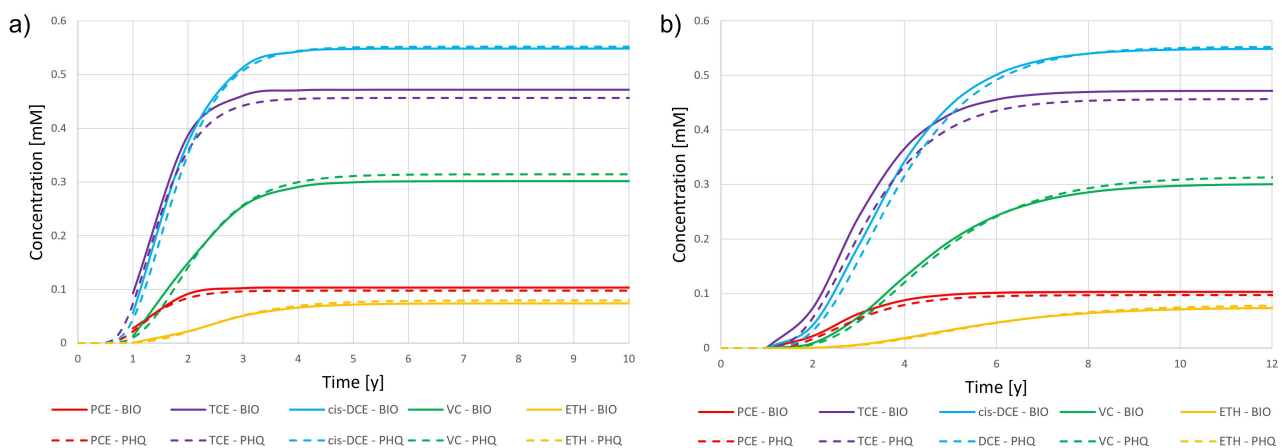 a)
Concentration [mM]
0.6
0.5
0.4
0.3
0.2
0.1
0
0 1 2 3 4 5 6 7 8 9 10
Time [y]
PCE - BIO TCE - BIO cis-DCE - BIO VC - BIO ETH - BIO
PCE - PHQ TCE - PHQ cis-DCE - PHQ VC - PHQ ETH - PHQ
b)
Concentration [mM]
0.6
0.5
0.4
0.3
0.2
0.1
0
0 2 4 6 8 10 12
Time [y]
PCE - BIO TCE - BIO cis-DCE - BIO VC - BIO ETH - BIO
PCE - PHQ TCE - PHQ DCE - PHQ VC - PHQ ETH - PHQ